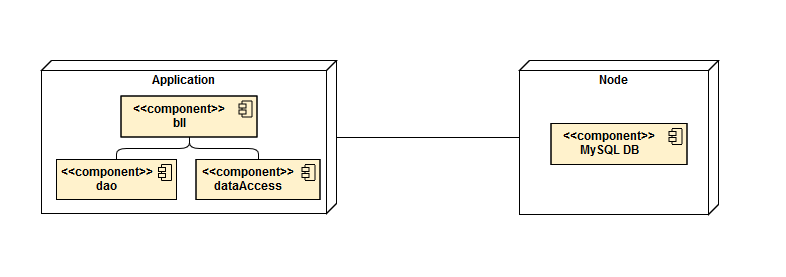 Application
<<component>>
bll
<<component>>
dao
<<component>>
dataAccess
Node
<<component>>
MySQL DB